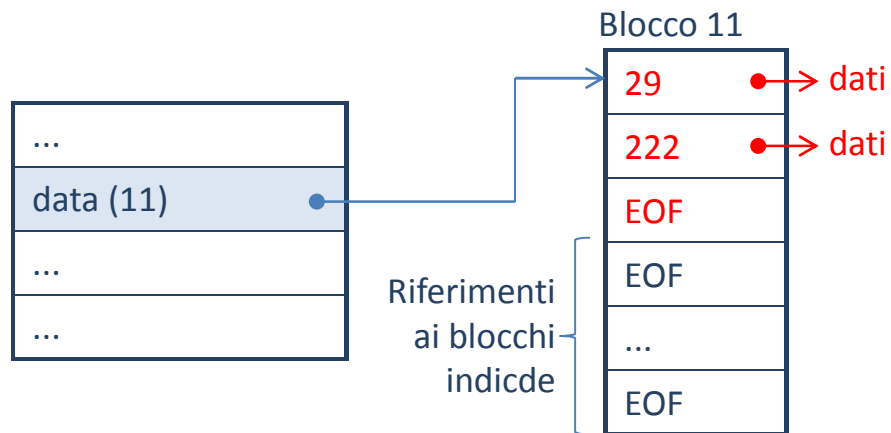 Blocco 11
29 dati
222 dati
EOF
EOF
...
EOF
...
data (11)
...
...
Riferimenti
ai blocchi
indicde